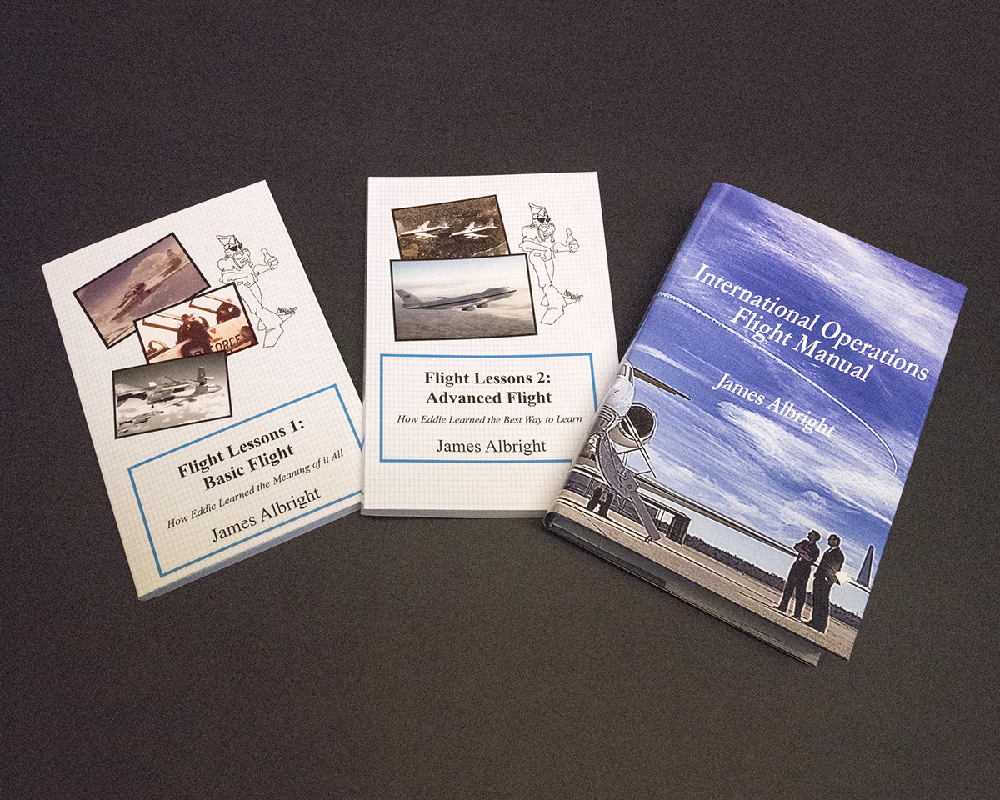 FORCE
Flight Lessons 1:
Basic Flight
How Eddie Learned the Meaning of it All
James Albright
Flight Lessons 2:
Advanced Flight
How Eddie Learned the Best Way to Learn
James Albright
International Operations
Flight Manual
James Albright